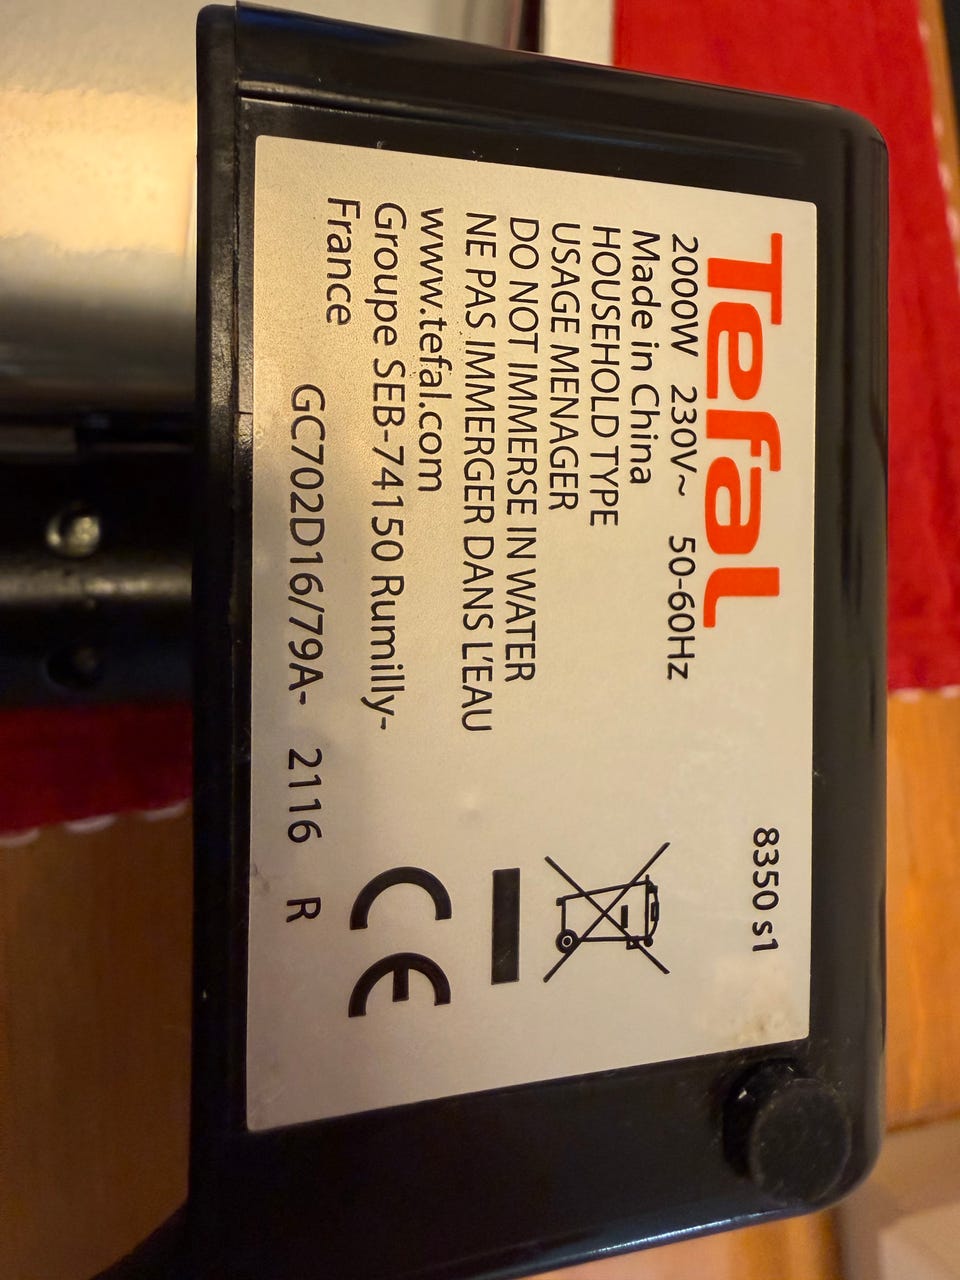 Tefal
8350 s1
2000W 230V~ 50-60Hz
Made in China
HOUSEHOLD TYPE
USAGE MENAGER
DO NOT IMMERSE IN WATER
NE PAS IMMERGER DANS L'EAU
www.tefal.com
Groupe SEB-74150 Rumilly-
France
GC702D16/79A- 2116 R
CE